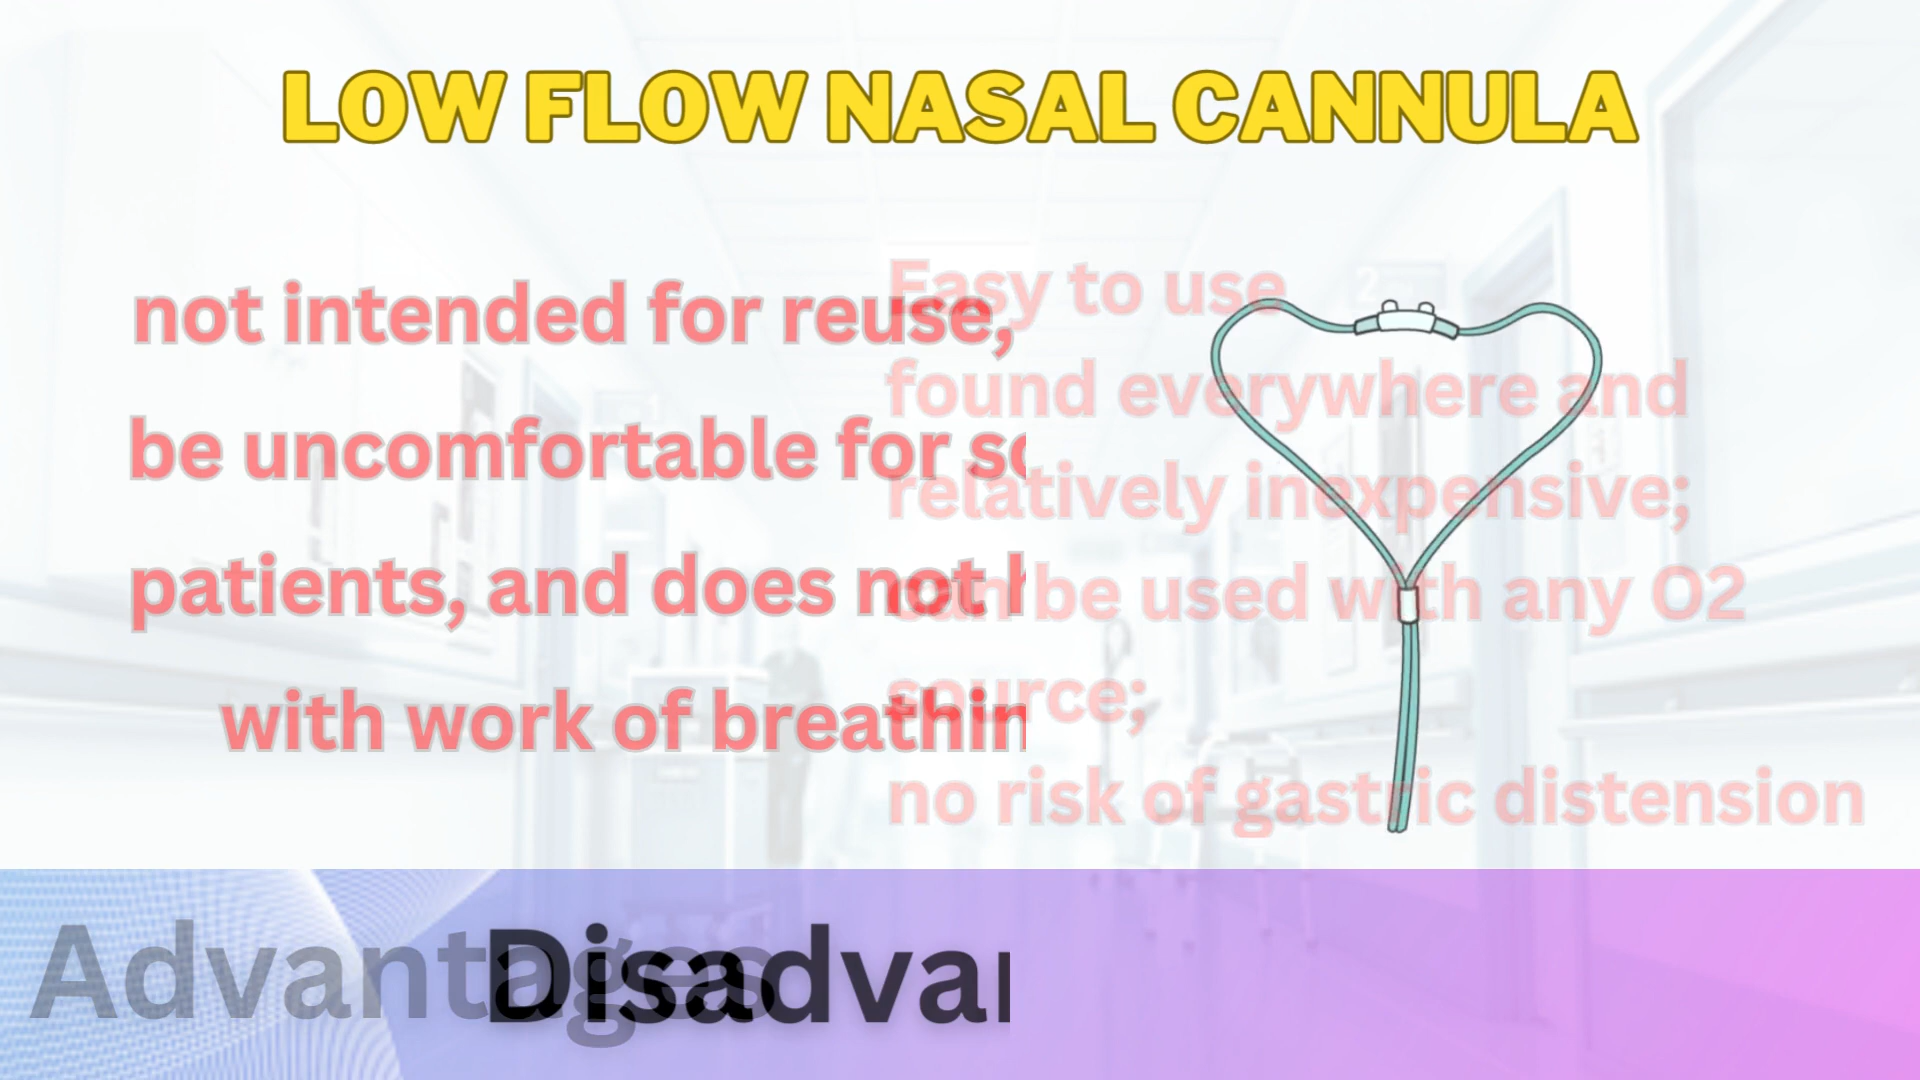 LOW FLOW NASAL CANNULA
not intended for reuse,
be uncomfortable for
patients, and does not
with work of
Easy to use
found everywhere and
relatively inexpensive;
can be used with any O2
source;
no risk of gastric distension
Advantages